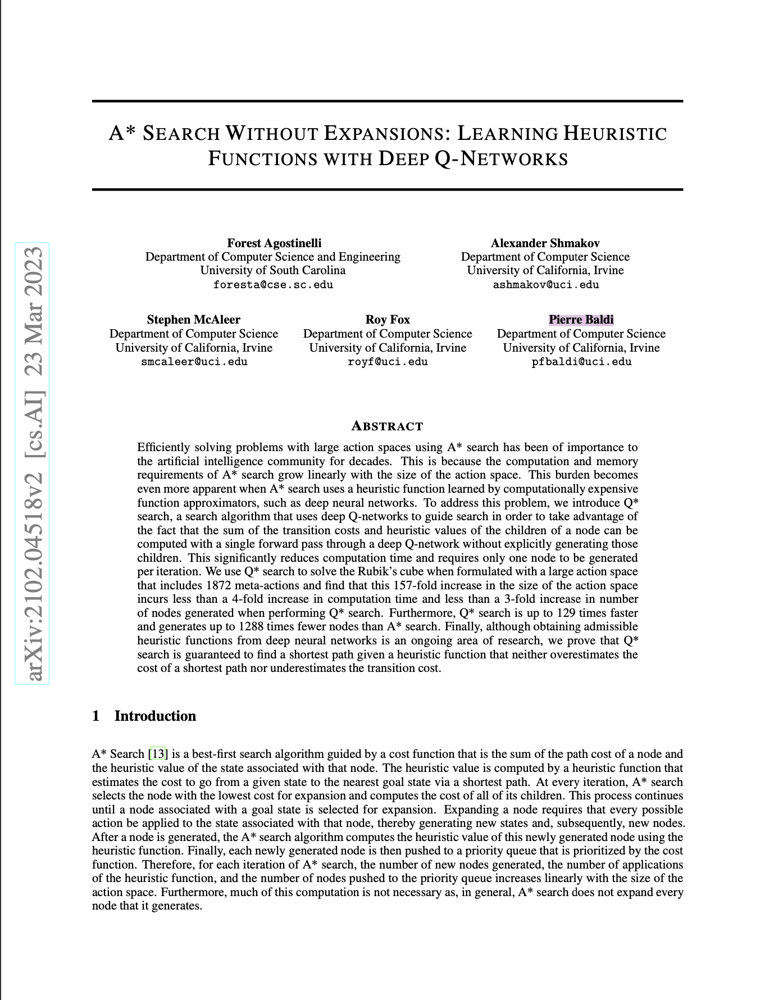 A* SEARCH WITHOUT EXPANSIONS: LEARNING HEURISTIC
FUNCTIONS WITH DEEP Q-NETWORKS
Forest Agostinelli
Department of Computer Science and Engineering
University of South Carolina
foresta@cse.sc.edu
Alexander Shmakov
Department of Computer Science
University of California, Irvine
ashmakov@uci.edu
Stephen McAleer
Department of Computer Science
University of California, Irvine
smcaleer@uci.edu
Roy Fox
Department of Computer Science
University of California, Irvine
royf@uci.edu
Pierre Baldi
Department of Computer Science
University of California, Irvine
pfbaldi@uci.edu
arXiv:2102.04518v2 [cs.AI] 23 Mar 2023
ABSTRACT
Efficiently solving problems with large action spaces using A* search has been of importance to
the artificial intelligence community for decades. This is because the computation and memory
requirements of A* search grow linearly with the size of the action space. This burden becomes
even more apparent when A* search uses a heuristic function learned by computationally expensive
function approximators, such as deep neural networks. To address this problem, we introduce Q*
search, a search algorithm that uses deep Q-networks to guide search in order to take advantage of
the fact that the sum of the transition costs and heuristic values of the children of a node can be
computed with a single forward pass through a deep Q-network without explicitly generating those
children. This significantly reduces computation time and requires only one node to be generated
per iteration. We use Q* search to solve the Rubik's cube when formulated with a large action space
that includes 1872 meta-actions and find that this 157-fold increase in the size of the action space
incurs less than a 4-fold increase in computation time and less than a 3-fold increase in number
of nodes generated when performing Q* search. Furthermore, Q* search is up to 129 times faster
and generates up to 1288 times fewer nodes than A* search. Finally, although obtaining admissible
heuristic functions from deep neural networks is an ongoing area of research, we prove that Q*
search is guaranteed to find a shortest path given a heuristic function that neither overestimates the
cost of a shortest path nor underestimates the transition cost.
1 Introduction
A* Search [13] is a best-first search algorithm guided by a cost function that is the sum of the path cost of a node and
the heuristic value of the state associated with that node. The heuristic value is computed by a heuristic function that
estimates the cost to go from a given state to the nearest goal state via a shortest path. At every iteration, A* search
selects the node with the lowest cost for expansion and computes the cost of all of its children. This process continues
until a node associated with a goal state is selected for expansion. Expanding a node requires that every possible
action be applied to the state associated with that node, thereby generating new states and, subsequently, new nodes.
After a node is generated, the A* search algorithm computes the heuristic value of this newly generated node using the
heuristic function. Finally, each newly generated node is then pushed to a priority queue that is prioritized by the cost
function. Therefore, for each iteration of A* search, the number of new nodes generated, the number of applications
of the heuristic function, and the number of nodes pushed to the priority queue increases linearly with the size of the
action space. Furthermore, much of this computation is not necessary as, in general, A* search does not expand every
node that it generates.